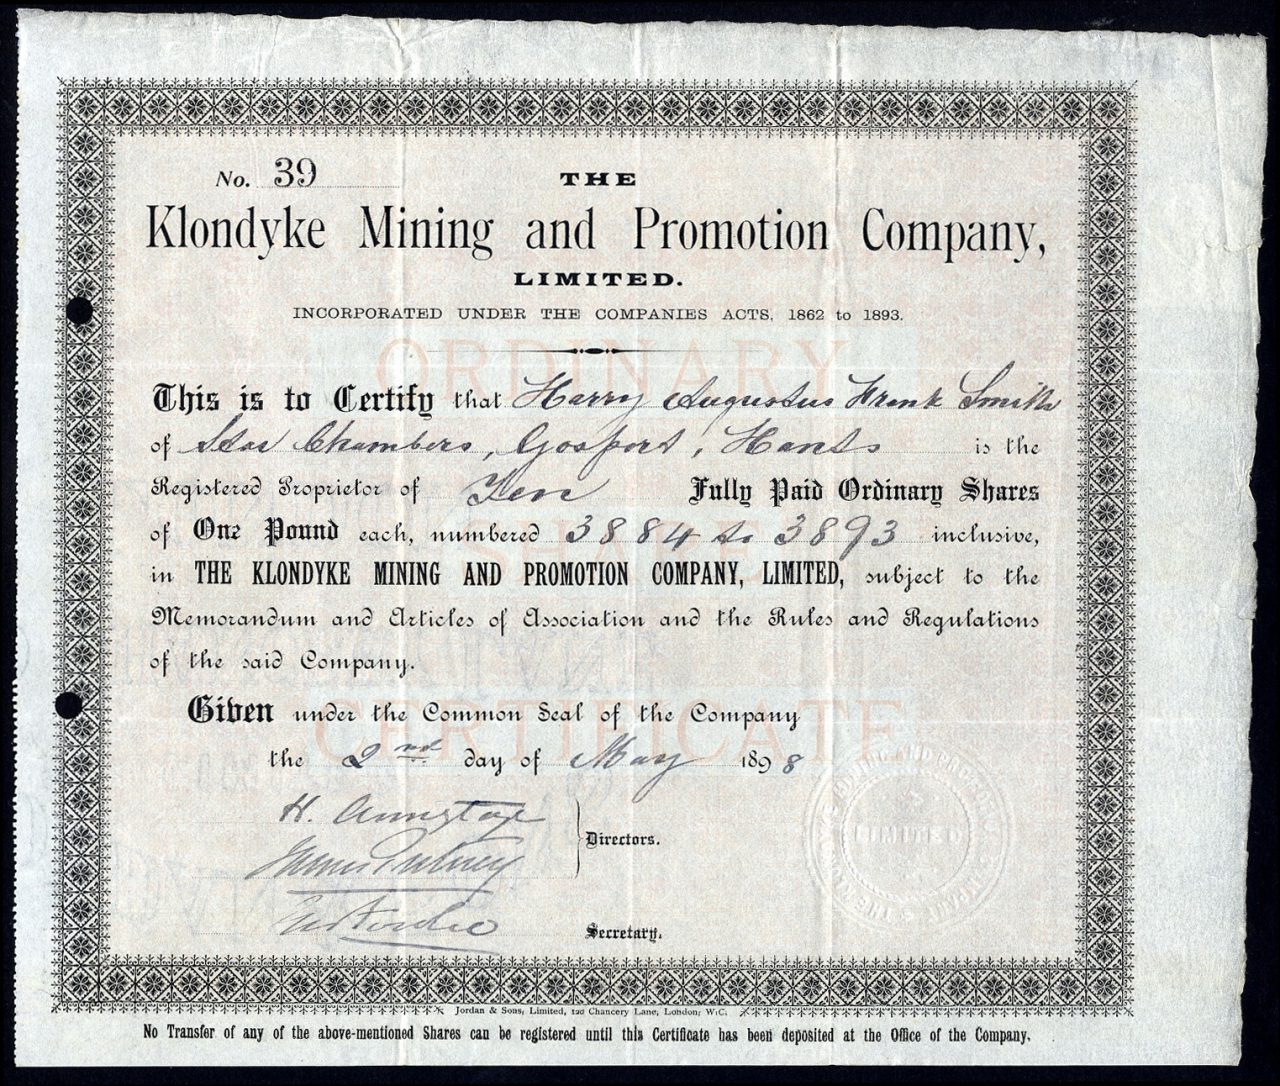 No. 39
THE
Klondyke Mining and Promotion Company,
LIMITED.
INCORPORATED UNDER THE COMPANIES ACTS, 1862 to 1893.
ORDINARY
SHARE
CERTIFICATE
This is to Certify that Harry Augustus Frank Smith
of Star Chambers, Gosport, Hants is the
Registered Proprietor of Ten Fully Paid Ordinary Shares
of One Pound each, numbered 3884 to 3893 inclusive,
in THE KLONDYKE MINING AND PROMOTION COMPANY, LIMITED, subject to the
Memorandum and Articles of Association and the Rules and Regulations
of the said Company.
Given under the Common Seal of the Company
the 2nd day of May 1898
H.
Directors.
Secretary.
LIMITED
Jordan & Sons, Limited, 120 Chancery Lane, London, W.C.
No Transfer of any of the above-mentioned Shares can be registered until this Certificate has been deposited at the Office of the Company.